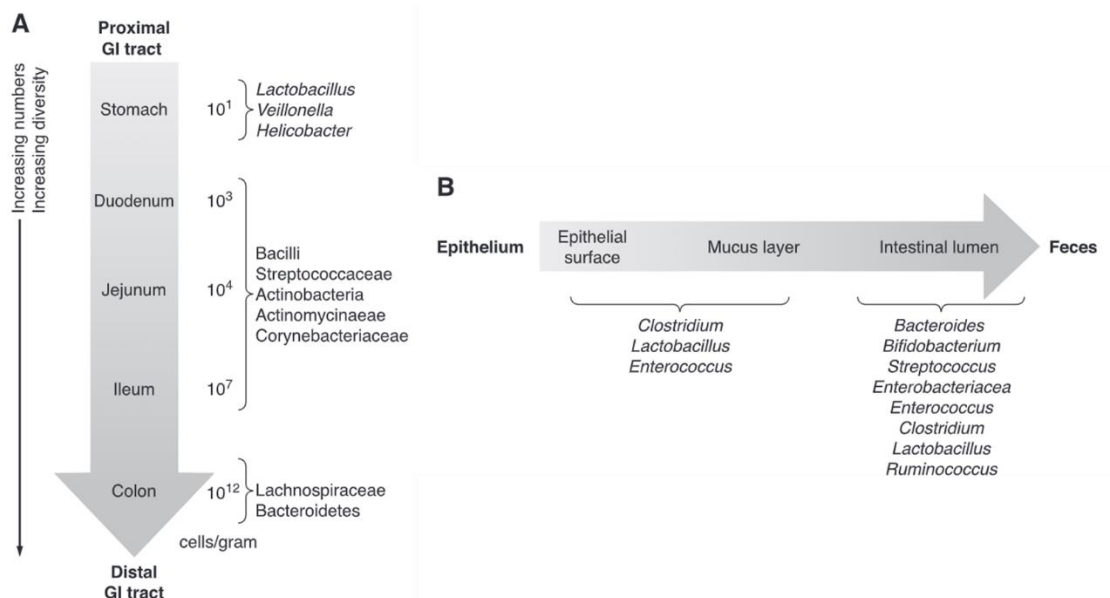 A
Proximal
GI tract
Increasing numbers
Increasing diversity
Stomach
10¹
Lactobacillus
Veillonella
Helicobacter
Duodenum
10³
Jejunum
10⁴
Ileum
10⁷
Bacilli
Streptococcaceae
Actinobacteria
Actinomycinaeae
Corynebacteriaceae
Colon
10¹²
Lachnospiraceae
Bacteroidetes
cells/gram
Distal
GI tract
B
Epithelium
Epithelial
surface
Mucus layer
Intestinal lumen
Feces
Clostridium
Lactobacillus
Enterococcus
Bacteroides
Bifidobacterium
Streptococcus
Enterobacteriacea
Enterococcus
Clostridium
Lactobacillus
Ruminococcus